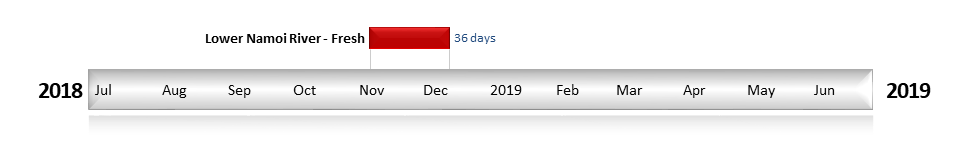 Lower Namoi River - Fresh 36 days
2018 Jul Aug Sep Oct Nov Dec 2019 Feb Mar Apr May Jun 2019